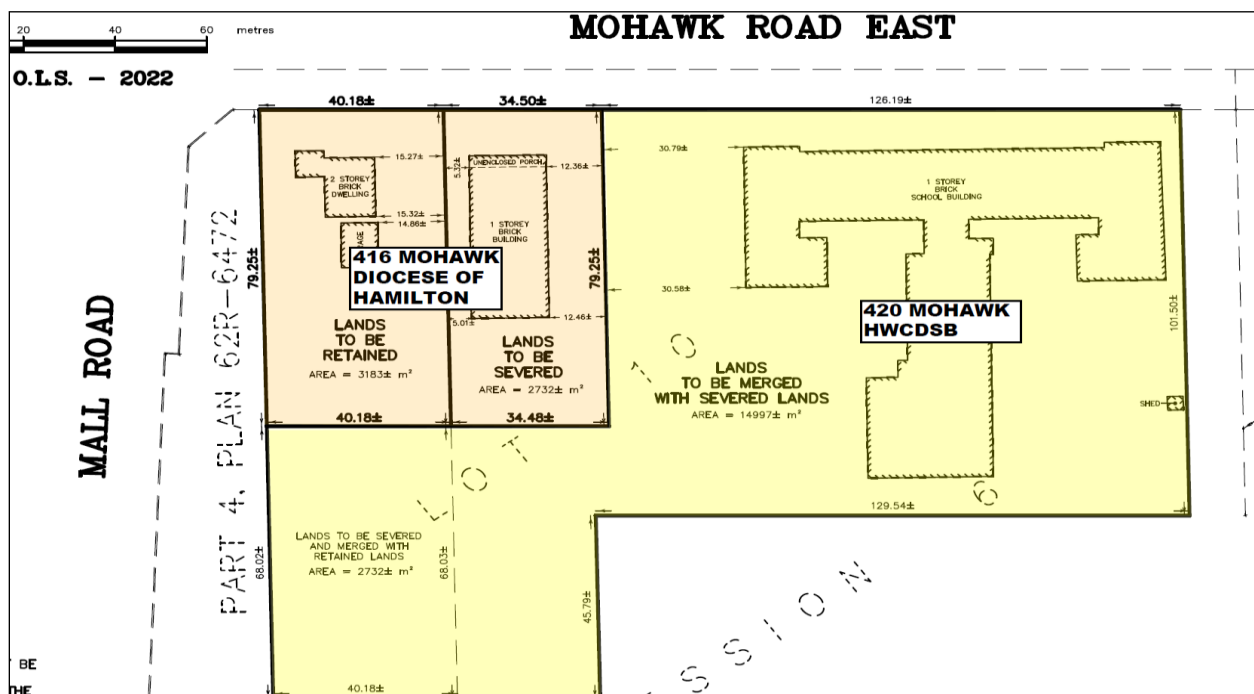 20 40 60 metres
MOHAWK ROAD EAST
O.L.S. - 2022
40.18±
34.50±
126.19±
15.27±
5.32
UNENCLOSED PORCH
12.36±
30.79±
2 STOREY
BRICK
DWELLING
1 STOREY
BRICK
SCHOOL BUILDING
15.32±
14.86±
1 STOREY
BRICK
BUILDING
79.25±
79.25±
416 MOHAWK
DIOCESE OF
HAMILTON
30.58±
420 MOHAWK
HWCDSB
101.50±
5.01±
12.46±
LANDS
TO BE
RETAINED
AREA = 3183± m²
LANDS
TO BE
SEVERED
AREA = 2732± m²
LANDS
TO BE MERGED
WITH SEVERED LANDS
AREA = 14997± m²
SHED
MALL ROAD
PART 4, PLAN 62R-6472
40.18±
34.48±
LOT
6
129.54±
LANDS TO BE SEVERED
AND MERGED WITH
RETAINED LANDS
AREA = 2732± m²
68.02±
68.03±
45.79±
SSION
BE
THE
40.18±